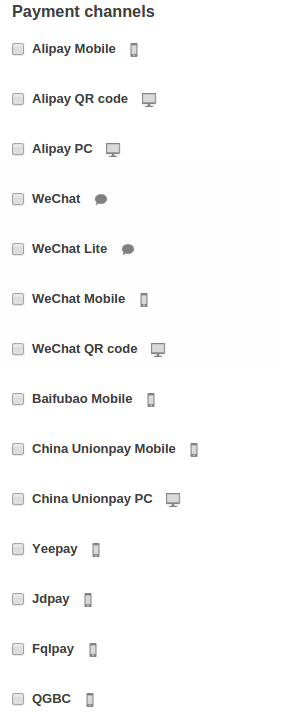 Payment channels
Alipay Mobile
Alipay QR code
Alipay PC
WeChat
WeChat Lite
WeChat Mobile
WeChat QR code
Baifubao Mobile
China Unionpay Mobile
China Unionpay PC
Yeepay
Jdpay
Fqlpay
QGBC